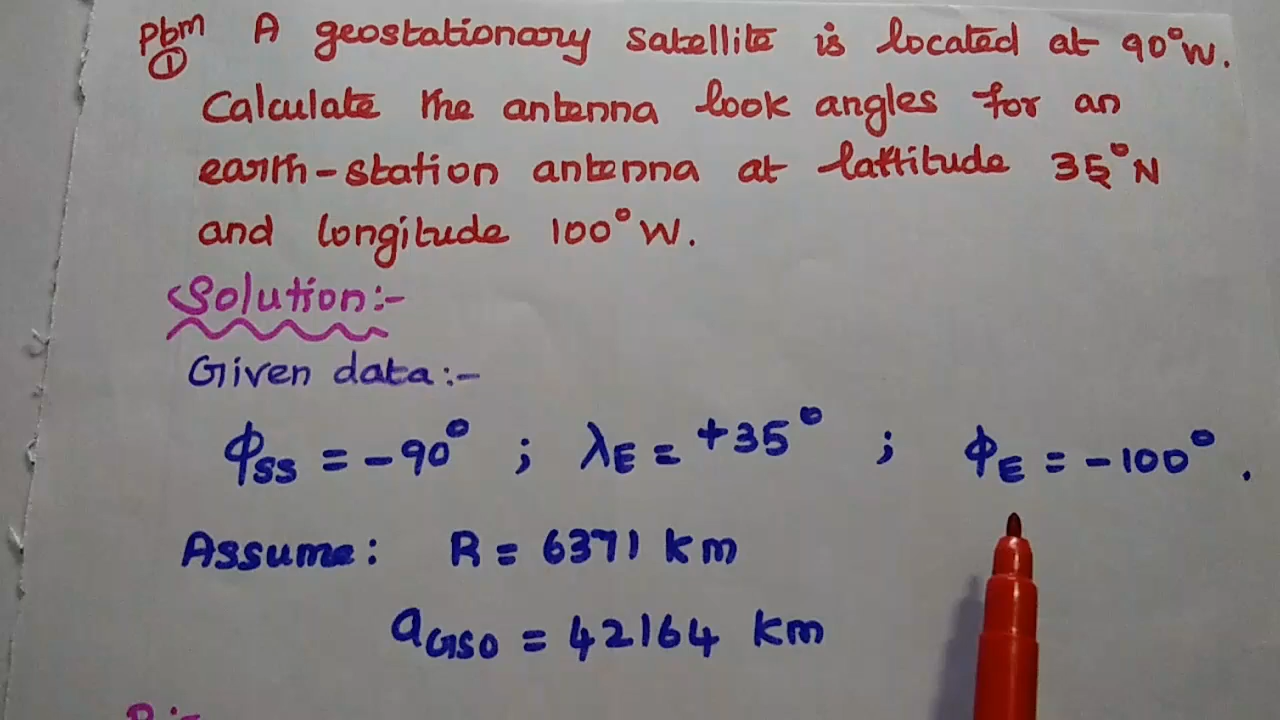 Pbm A geostationary satellite is located at 90°W.
① Calculate the antenna look angles for an
earth-station antenna at lattitude 35°N
and longitude 100°W.
Solution:-
Given data:-
ϕSS = -90° ; λE = +35° ; ϕE = -100° .
Assume: R = 6371 km
aGSO = 42164 km